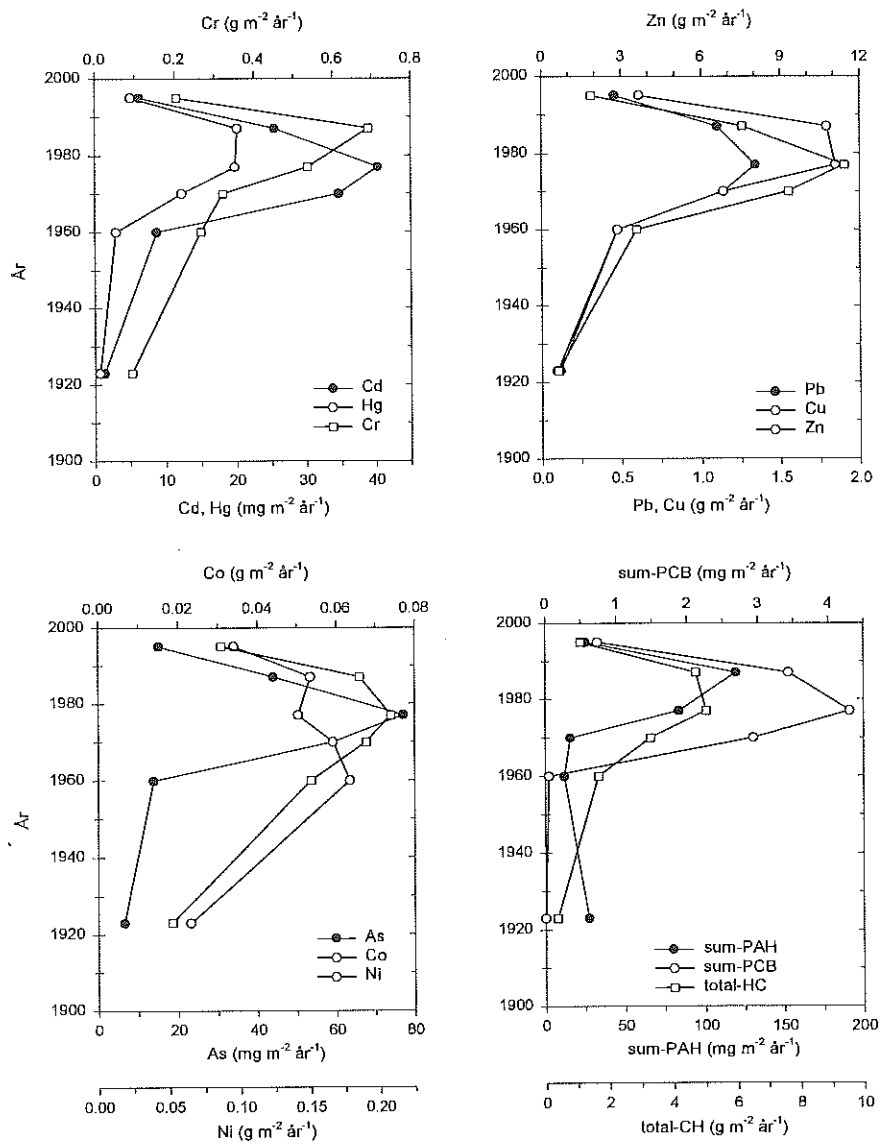 Cr (g m-2 år-1)
0.0 0.2 0.4 0.6 0.8
2000
1980
1960
1940
1920
1900
År
Cd
Hg
Cr
0 10 20 30 40
Cd, Hg (mg m-2 år-1)
Zn (g m-2 år-1)
0 2 4 6 7 9 11 12
2000
1980
1960
1940
1920
1900
Pb
Cu
Zn
0.0 0.5 1.0 1.5 2.0
Pb, Cu (g m-2 år-1)
Co (g m-2 år-1)
0.00 0.02 0.04 0.06 0.08
2000
1980
1960
1940
1920
1900
År
As
Co
Ni
0 20 40 60 80
As (mg m-2 år-1)
0.00 0.05 0.10 0.15 0.20
Ni (g m-2 år-1)
sum-PCB (mg m-2 år-1)
0 1 2 3 4
2000
1980
1960
1940
1920
1900
sum-PAH
sum-PCB
total-HC
0 50 100 150 200
sum-PAH (mg m-2 år-1)
0 2 4 6 8 10
total-CH (g m-2 år-1)